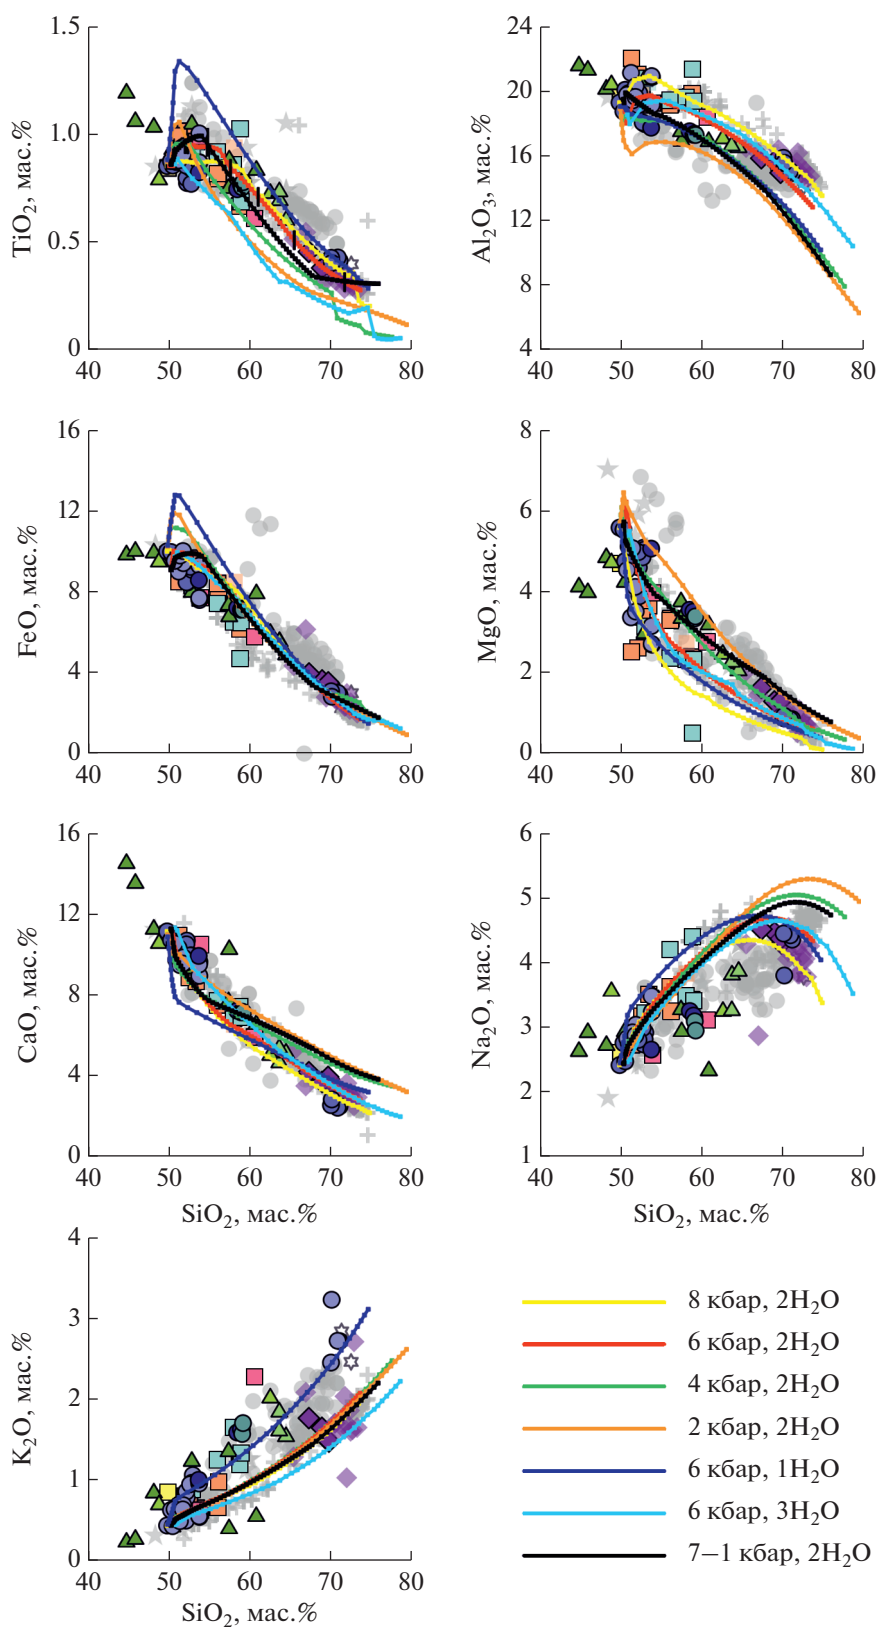 1.5
1.0
0.5
0
TiO₂, мас.%
40 50 60 70 80
24
20
16
12
8
4
Al₂O₃, мас.%
40 50 60 70 80
16
12
8
4
0
FeO, мас.%
40 50 60 70 80
8
6
4
2
0
MgO, мас.%
40 50 60 70 80
16
12
8
4
0
CaO, мас.%
40 50 60 70 80
SiO₂, мас.%
6
5
4
3
2
1
Na₂O, мас.%
40 50 60 70 80
SiO₂, мас.%
4
3
2
1
0
K₂O, мас.%
40 50 60 70 80
SiO₂, мас.%
8 кбар, 2H₂O
6 кбар, 2H₂O
4 кбар, 2H₂O
2 кбар, 2H₂O
6 кбар, 1H₂O
6 кбар, 3H₂O
7–1 кбар, 2H₂O